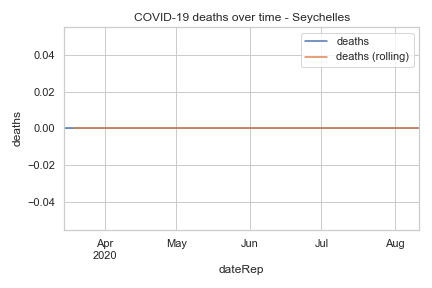 COVID-19 deaths over time - Seychelles
deaths
deaths (rolling)
0.04
0.02
0.00
−0.02
−0.04
deaths
Apr
2020
May
Jun
Jul
Aug
dateRep